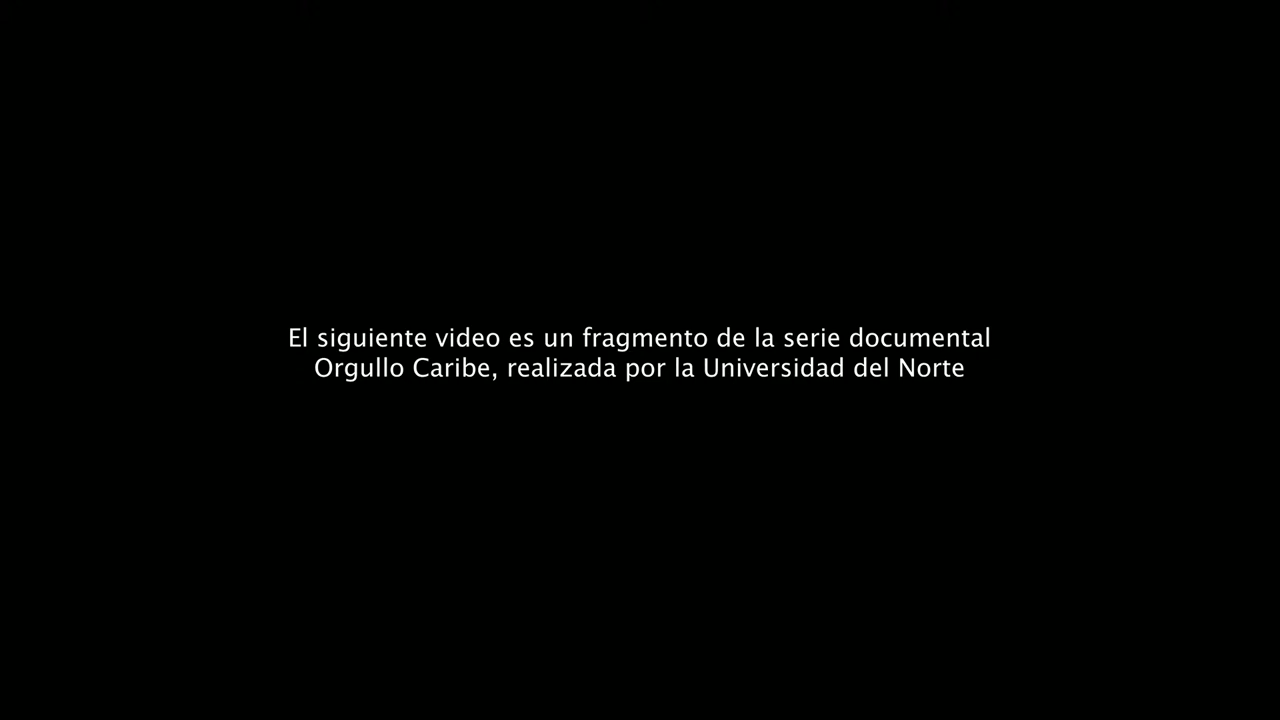 El siguiente video es un fragmento de la serie documental
Orgullo Caribe, realizada por la Universidad del Norte